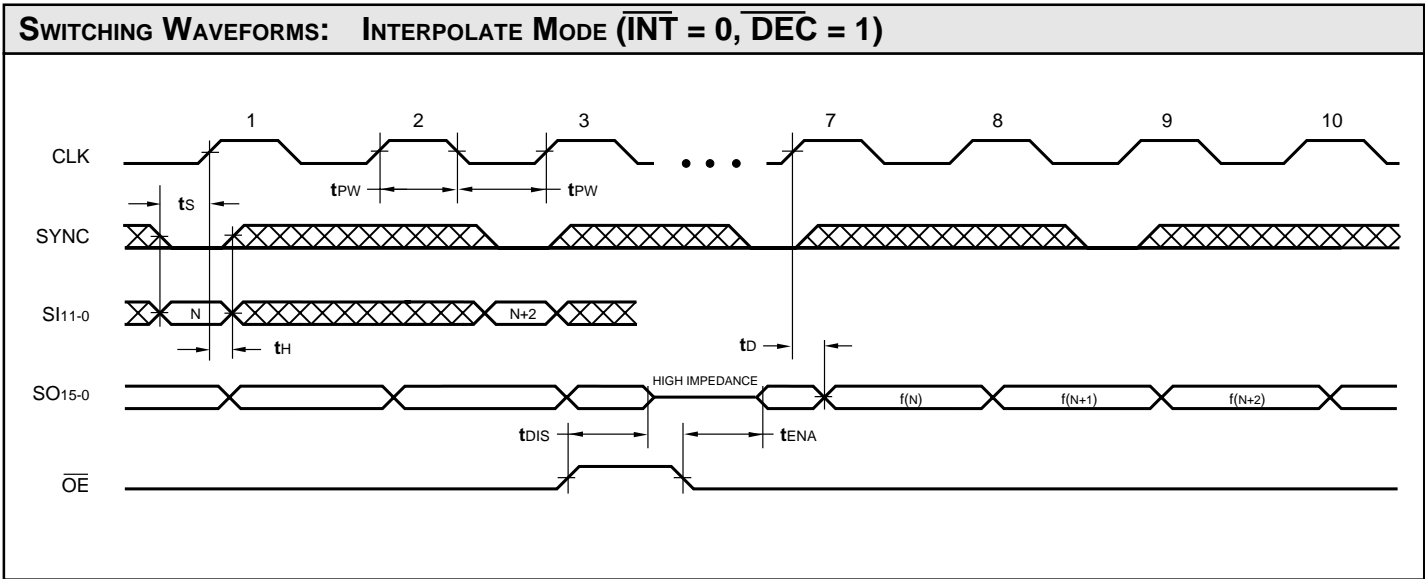 SWITCHING WAVEFORMS: INTERPOLATE MODE (INT = 0, DEC = 1)
1 2 3 7 8 9 10
CLK
tPW tPW
tS
SYNC
SI11-0 N N+2
tH
tD
SO15-0 HIGH IMPEDANCE f(N) f(N+1) f(N+2)
tDIS tENA
OE